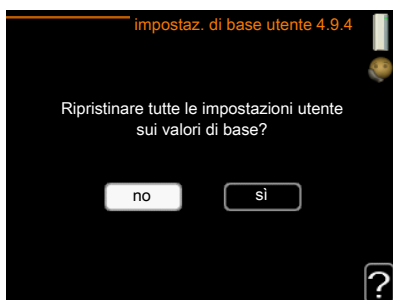 impostaz. di base utente 4.9.4
Ripristinare tutte le impostazioni utente
sui valori di base?
no
sì
?